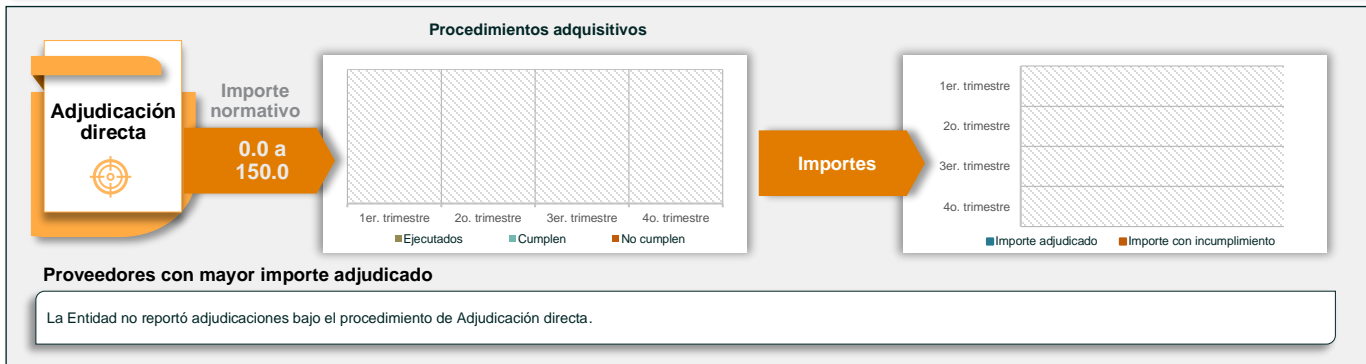 Procedimientos adquisitivos
Adjudicación
directa
Importe
normativo
0.0 a
150.0
1er. trimestre 2o. trimestre 3er. trimestre 4o. trimestre
Ejecutados Cumplen No cumplen
Importes
1er. trimestre
2o. trimestre
3er. trimestre
4o. trimestre
Importe adjudicado Importe con incumplimiento
Proveedores con mayor importe adjudicado
La Entidad no reportó adjudicaciones bajo el procedimiento de Adjudicación directa.